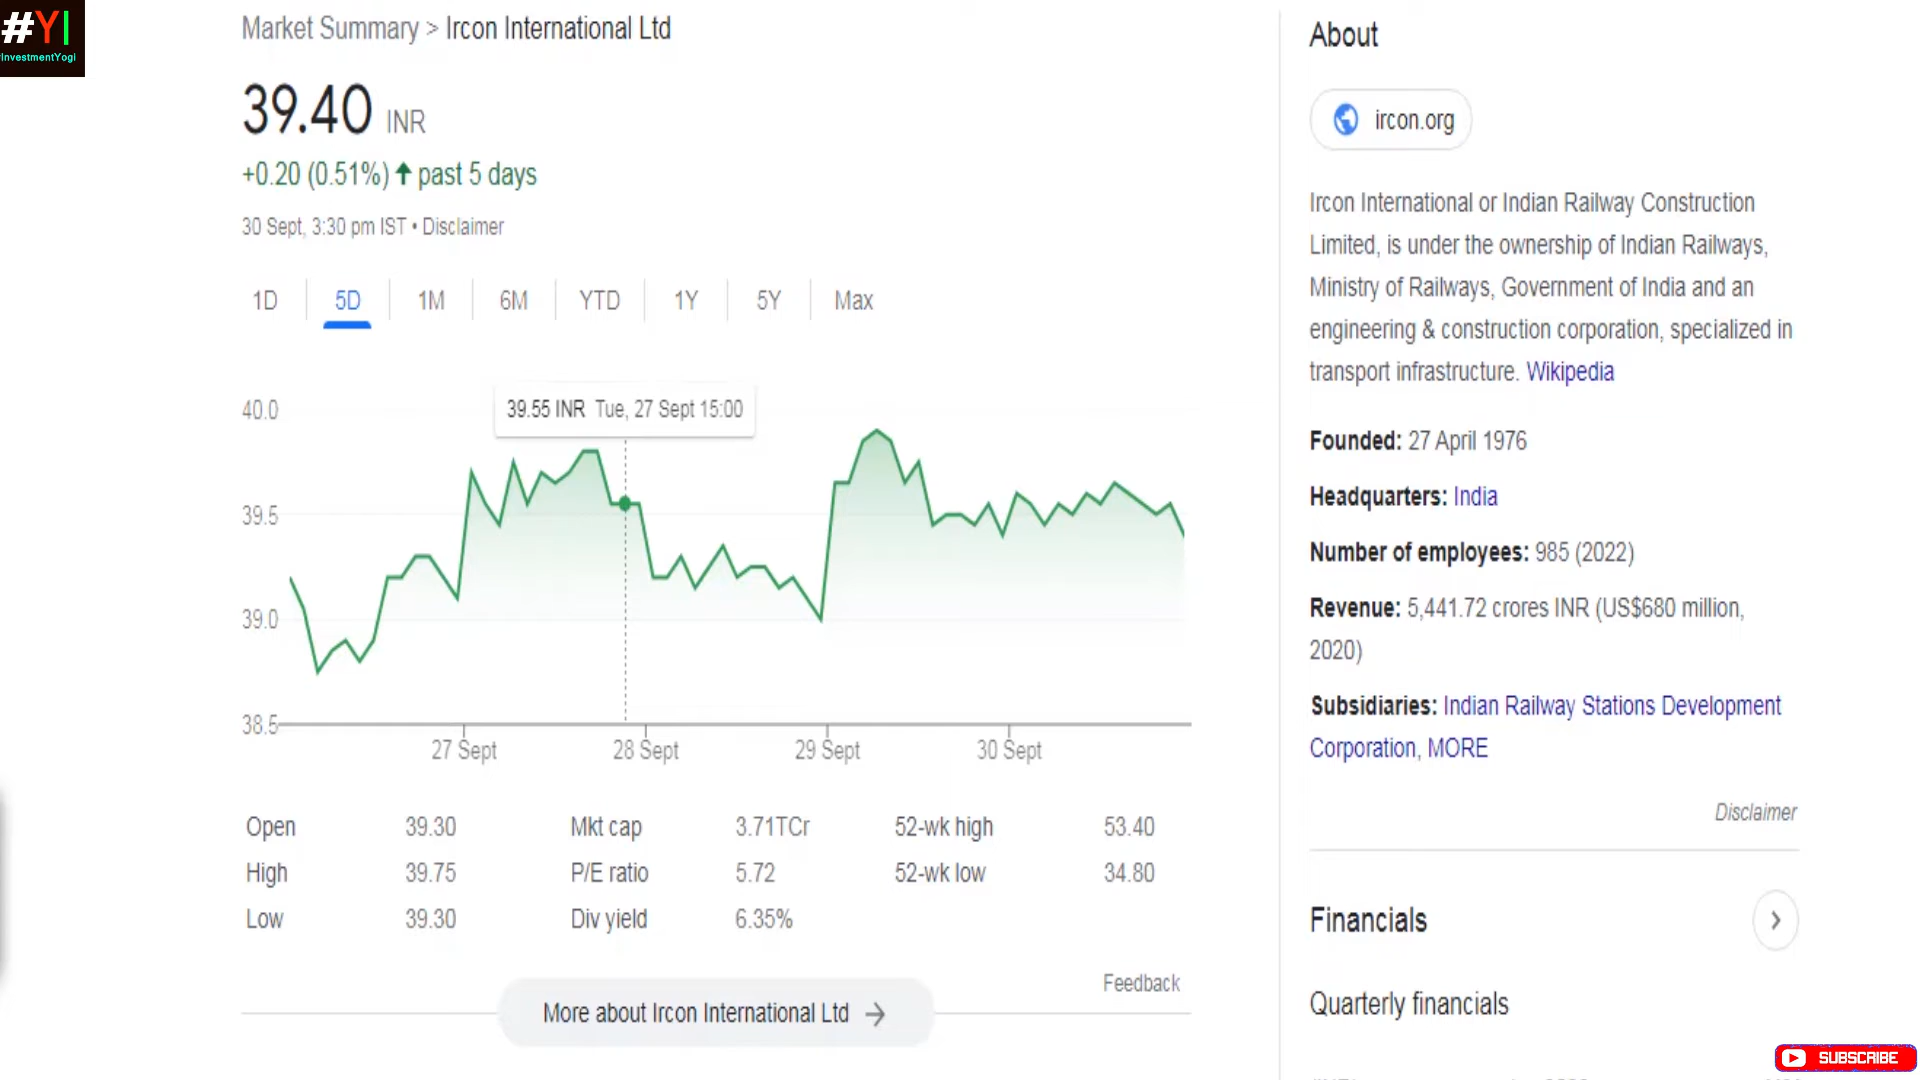 #YI
InvestmentYogi
Market Summary > Ircon International Ltd
39.40 INR
+0.20 (0.51%) ↑ past 5 days
30 Sept, 3:30 pm IST • Disclaimer
1D 5D 1M 6M YTD 1Y 5Y Max
39.55 INR Tue, 27 Sept 15:00
40.0
39.5
39.0
38.5
27 Sept 28 Sept 29 Sept 30 Sept
Open 39.30 Mkt cap 3.71TCr 52-wk high 53.40
High 39.75 P/E ratio 5.72 52-wk low 34.80
Low 39.30 Div yield 6.35%
Feedback
More about Ircon International Ltd →
About
ircon.org
Ircon International or Indian Railway Construction
Limited, is under the ownership of Indian Railways,
Ministry of Railways, Government of India and an
engineering & construction corporation, specialized in
transport infrastructure. Wikipedia
Founded: 27 April 1976
Headquarters: India
Number of employees: 985 (2022)
Revenue: 5,441.72 crores INR (US$680 million,
2020)
Subsidiaries: Indian Railway Stations Development
Corporation, MORE
Disclaimer
Financials
Quarterly financials
SUBSCRIBE